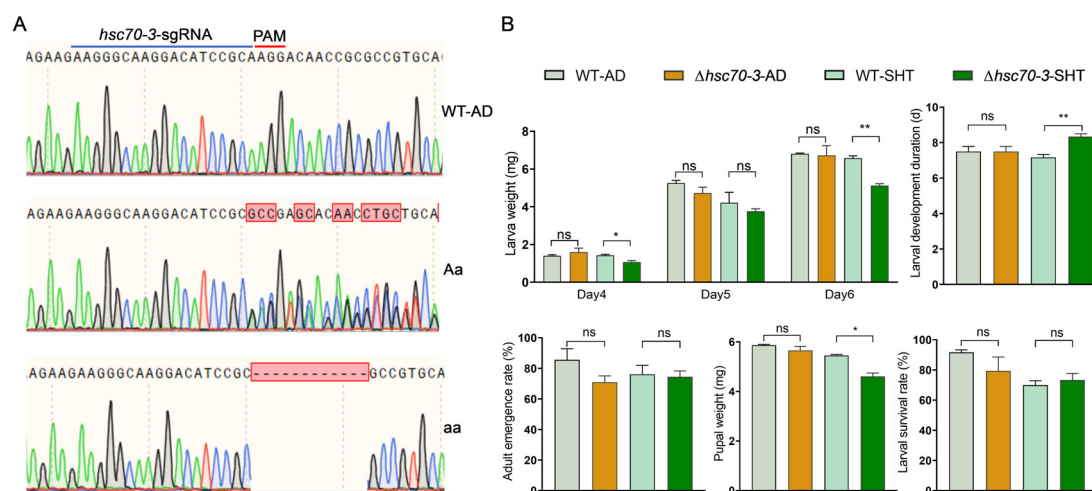 A
hsc70-3-sgRNA
PAM
AGAAGAAGGGCAAGGACATCCGCAAGGACAACCGCGCCGTGCA
WT-AD
AGAAGAAGGGCAAGGACATCCGCGCCGAGCACAACCTGCTGCA
Aa
AGAAGAAGGGCAAGGACATCCGC------------GCCGTGCA
aa
B
WT-AD
Δhsc70-3-AD
WT-SHT
Δhsc70-3-SHT
Larva weight (mg)
8
6
4
2
0
ns
*
ns
ns
ns
**
Day4
Day5
Day6
Larval development duration (d)
10
8
6
4
2
0
ns
**
Adult emergence rate (%)
100
80
60
40
20
0
ns
ns
Pupal weight (mg)
6
4
2
0
ns
*
Larval survival rate (%)
100
80
60
40
20
0
ns
ns